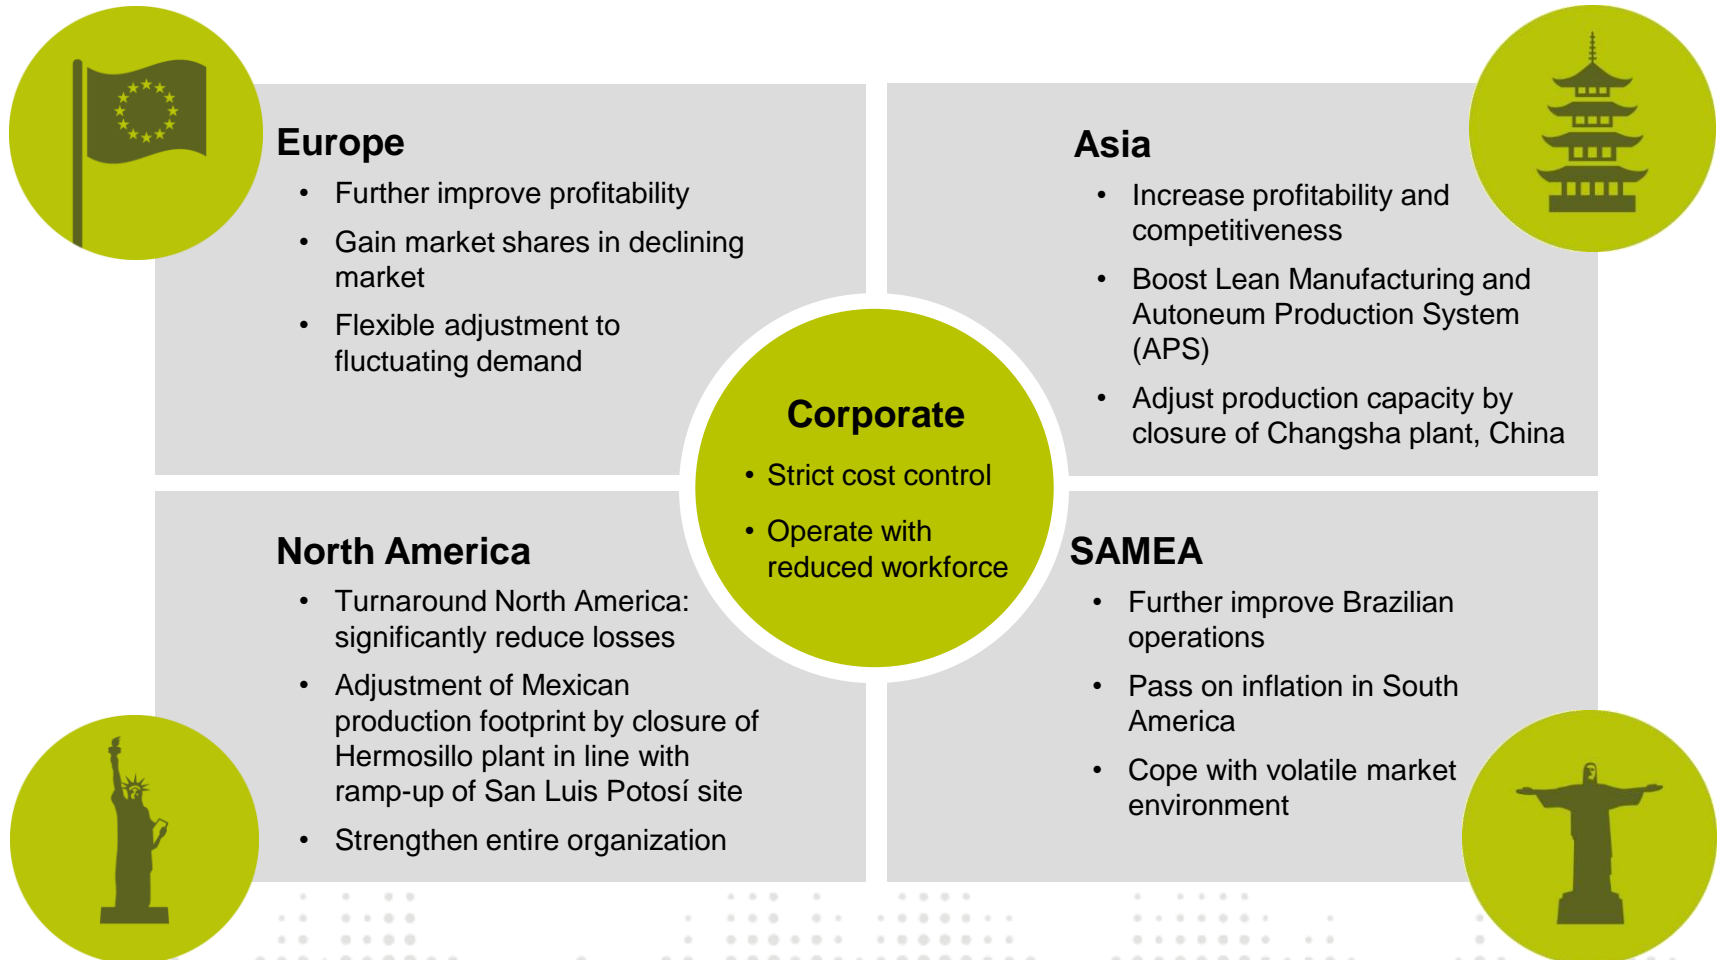 Europe
• Further improve profitability
• Gain market shares in declining
market
• Flexible adjustment to
fluctuating demand
Asia
• Increase profitability and
competitiveness
• Boost Lean Manufacturing and
Autoneum Production System
(APS)
• Adjust production capacity by
closure of Changsha plant, China
Corporate
• Strict cost control
• Operate with
reduced workforce
North America
• Turnaround North America:
significantly reduce losses
• Adjustment of Mexican
production footprint by closure of
Hermosillo plant in line with
ramp-up of San Luis Potosí site
• Strengthen entire organization
SAMEA
• Further improve Brazilian
operations
• Pass on inflation in South
America
• Cope with volatile market
environment